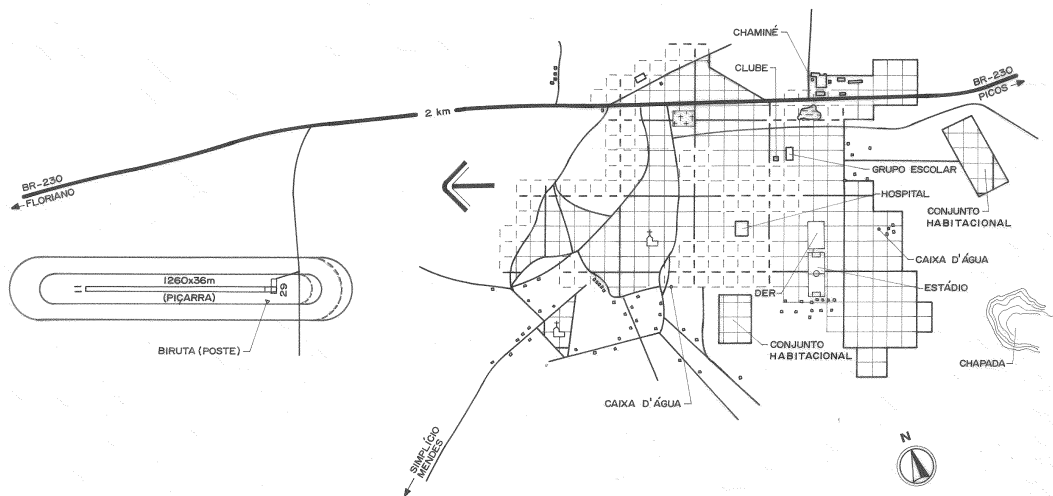 CHAMINÉ
CLUBE
BR-230
PICOS
2 km
BR-230
FLORIANO
GRUPO ESCOLAR
HOSPITAL
CONJUNTO
HABITACIONAL
CAIXA D'ÁGUA
1260x36m
(PIÇARRA)
11
29
DER
ESTÁDIO
BIRUTA (POSTE)
CONJUNTO
HABITACIONAL
CHAPADA
CAIXA D'ÁGUA
SIMPLÍCIO
MENDES
N